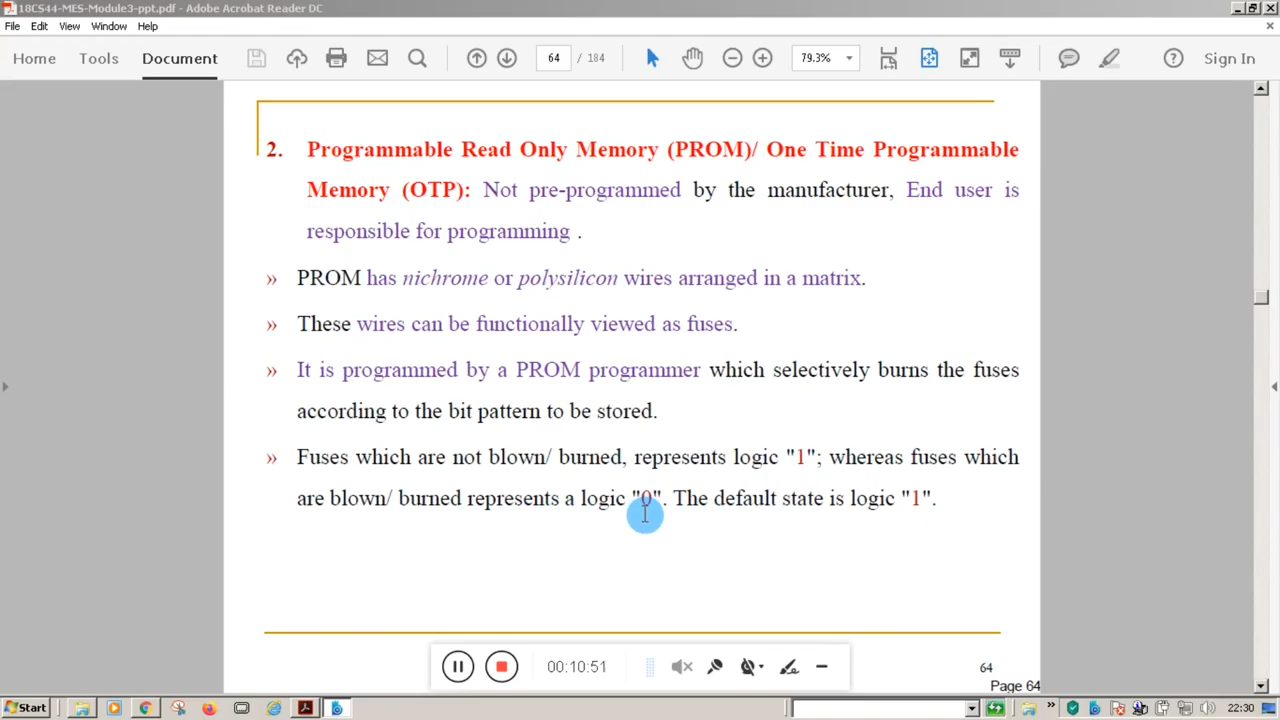 18CS44-MES-Module3-ppt.pdf - Adobe Acrobat Reader DC
File Edit View Window Help
Home Tools Document 64 / 184 79.3% Sign In
2. Programmable Read Only Memory (PROM)/ One Time Programmable
Memory (OTP): Not pre-programmed by the manufacturer, End user is
responsible for programming .
» PROM has nichrome or polysilicon wires arranged in a matrix.
» These wires can be functionally viewed as fuses.
» It is programmed by a PROM programmer which selectively burns the fuses
according to the bit pattern to be stored.
» Fuses which are not blown/ burned, represents logic "1"; whereas fuses which
are blown/ burned represents a logic "0". The default state is logic "1".
00:10:51
64
Page 64
Start » 22:30